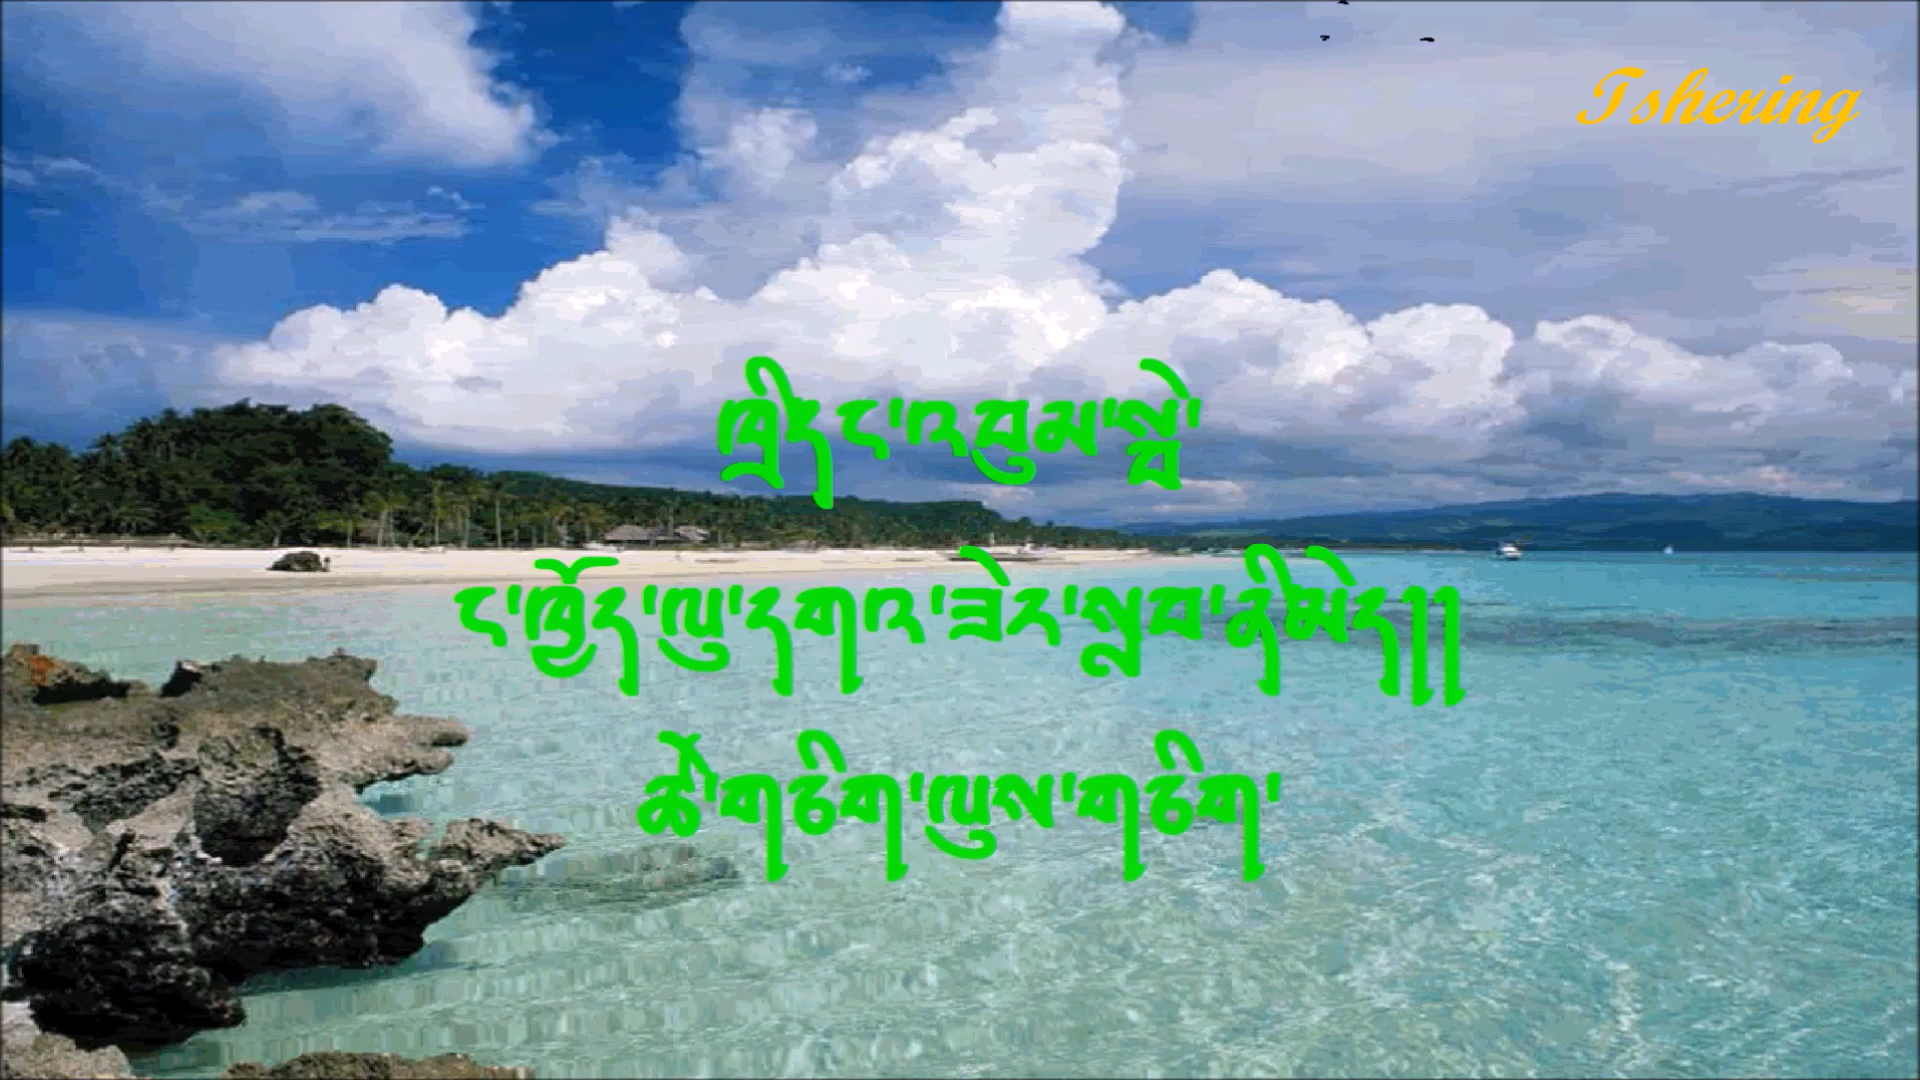 Tshering
ཁྲིད་ང་འབུམ་སྦེ་
ང་ཁྱོད་ལུ་དགའ་ཟེར་སླབ་ནི་མེད།།
ཚེ་གཅིག་ལུས་གཅིག་